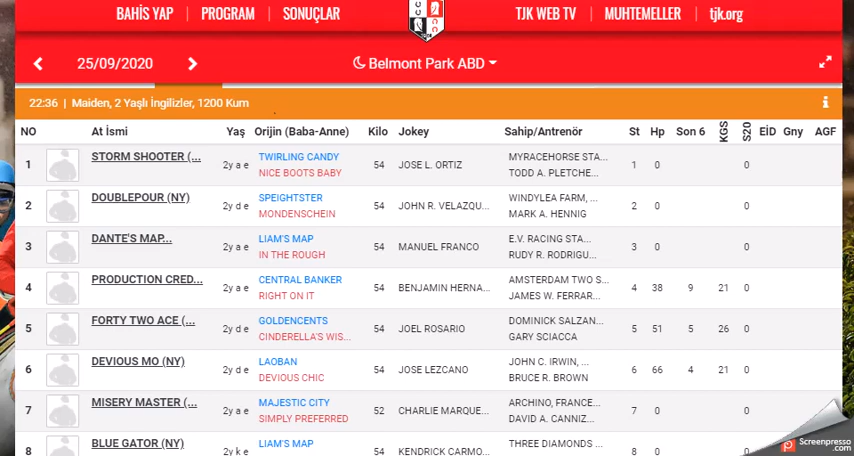 BAHİS YAP | PROGRAM | SONUÇLAR TJK WEB TV | MUHTEMELLER | tjk.org
25/09/2020 Belmont Park ABD
22:36 | Maiden, 2 Yaşlı İngilizler, 1200 Kum
NO At İsmi Yaş Orijin (Baba-Anne) Kilo Jokey Sahip/Antrenör St Hp Son 6 KGS S20 EİD Gny AGF
1 STORM SHOOTER (... 2y a e TWIRLING CANDY 54 JOSE L. ORTIZ MYRACEHORSE STA... 1 0 0
NICE BOOTS BABY TODD A. PLETCHE...
2 DOUBLEPOUR (NY) 2y d e SPEIGHTSTER 54 JOHN R. VELAZQU... WINDYLEA FARM, ... 2 0 0
MONDENSCHEIN MARK A. HENNIG
3 DANTE'S MAP... 2y a e LIAM'S MAP 54 MANUEL FRANCO E.V. RACING STA... 3 0 0
IN THE ROUGH RUDY R. RODRIGU...
4 PRODUCTION CRED... 2y a e CENTRAL BANKER 54 BENJAMIN HERNA... AMSTERDAM TWO S... 4 38 9 21 0
RIGHT ON IT JAMES W. FERRAR...
5 FORTY TWO ACE (... 2y d e GOLDENCENTS 54 JOEL ROSARIO DOMINICK SALZAN... 5 51 5 26 0
CINDERELLA'S WIS... GARY SCIACCA
6 DEVIOUS MO (NY) 2y d e LAOBAN 54 JOSE LEZCANO JOHN C. IRWIN, ... 6 66 4 21 0
DEVIOUS CHIC BRUCE R. BROWN
7 MISERY MASTER (... 2y a e MAJESTIC CITY 52 CHARLIE MARQUE... ARCHINO, FRANCE... 7 0 0
SIMPLY PREFERRED DAVID A. CANNIZ...
8 BLUE GATOR (NY) 2y k e LIAM'S MAP 54 KENDRICK CARMO... THREE DIAMONDS ... 8 0 0
Screenpresso
.com